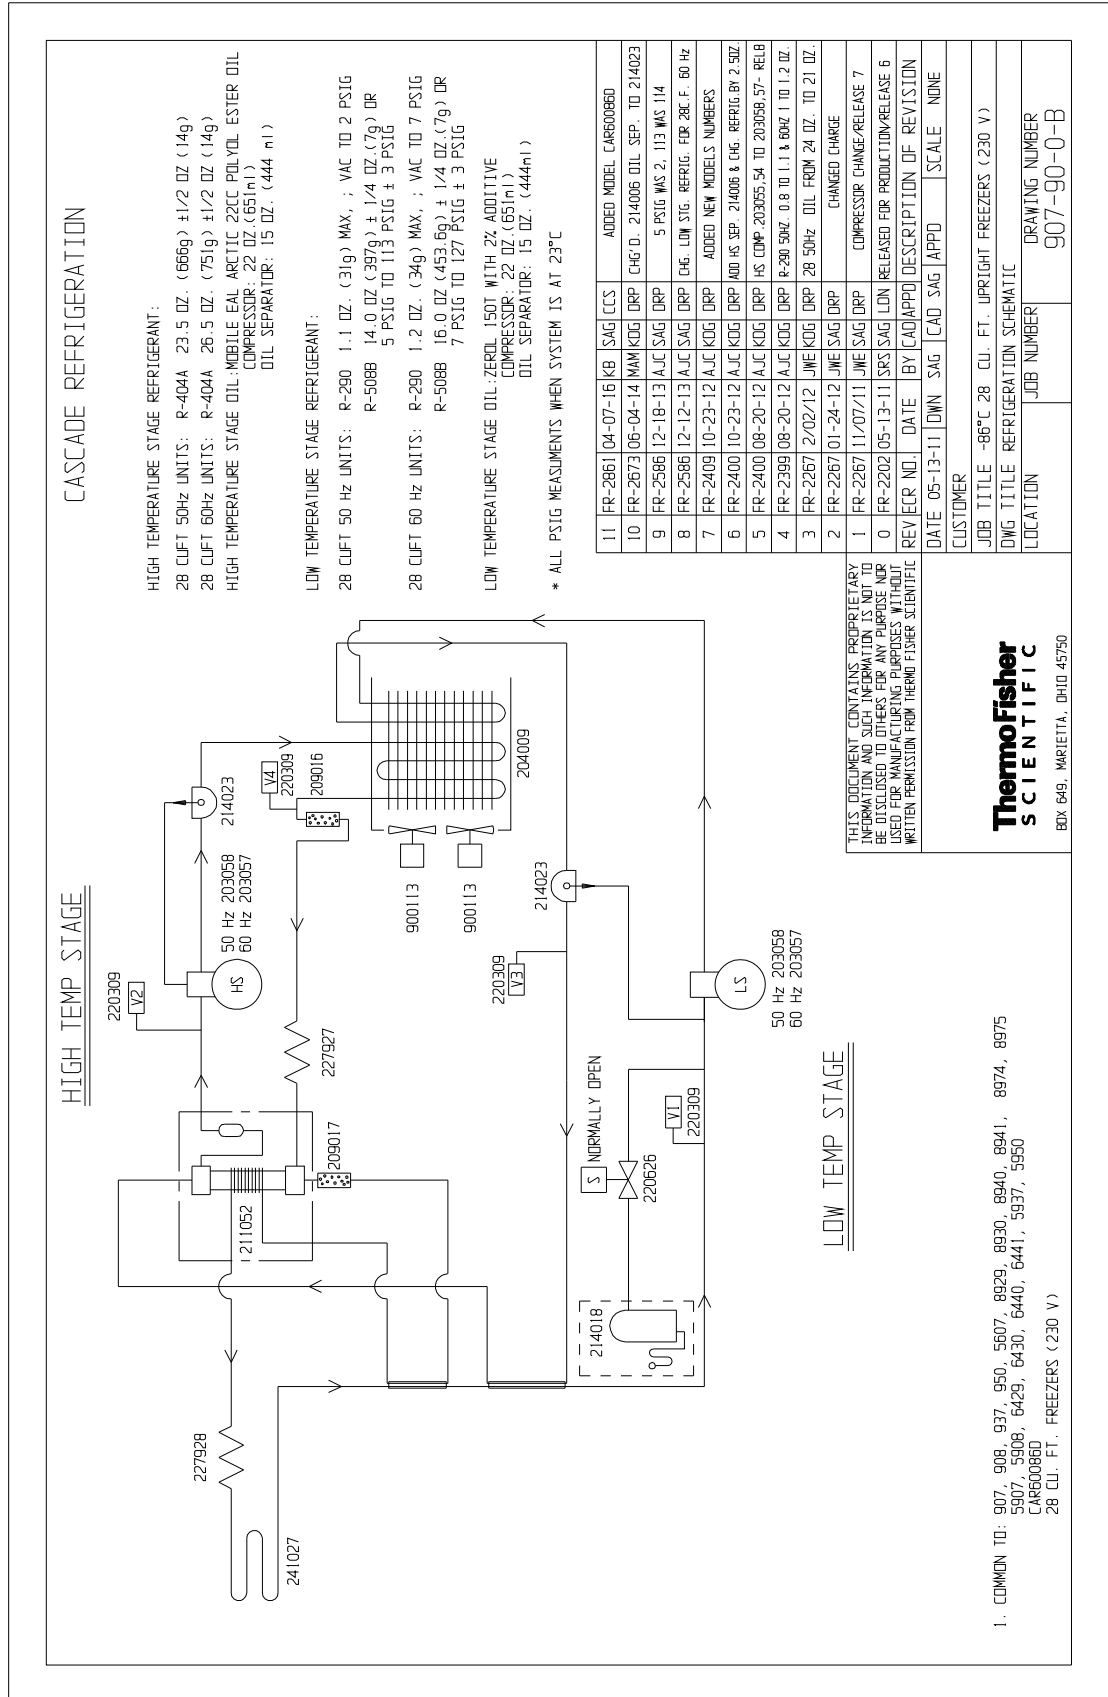 CASCADE REFRIGERATION
HIGH TEMPERATURE STAGE REFRIGERANT:
28 CUFT 50Hz UNITS: R-404A 23.5 OZ. (666g) ±1/2 OZ (14g)
28 CUFT 60Hz UNITS: R-404A 26.5 OZ. (751g) ±1/2 OZ (14g)
HIGH TEMPERATURE STAGE OIL:MOBILE EAL ARCTIC 22CC POLYOL ESTER OIL
COMPRESSOR: 22 OZ.(651ml)
OIL SEPARATOR: 15 OZ. (444 ml)
LOW TEMPERATURE STAGE REFRIGERANT:
28 CUFT 50 Hz UNITS: R-290 1.1 OZ. (31g) MAX, ; VAC TO 2 PSIG
R-508B 14.0 OZ (397g) ± 1/4 OZ.(7g) OR
5 PSIG TO 113 PSIG ± 3 PSIG
28 CUFT 60 Hz UNITS: R-290 1.2 OZ. (34g) MAX, ; VAC TO 7 PSIG
R-508B 16.0 OZ (453.6g) ± 1/4 OZ.(7g) OR
7 PSIG TO 127 PSIG ± 3 PSIG
LOW TEMPERATURE STAGE OIL:ZEROL 150T WITH 2% ADDITIVE
COMPRESSOR: 22 OZ.(651ml)
OIL SEPARATOR: 15 OZ. (444ml)
* ALL PSIG MEASUMENTS WHEN SYSTEM IS AT 23°C
HIGH TEMP STAGE
220309
V2
HS
50 Hz 203058
60 Hz 203057
214023
V4
220309
209016
204009
900113
900113
227927
209017
211052
227928
241027
214023
220309
V3
S
NORMALLY OPEN
220626
V1
220309
LS
50 Hz 203058
60 Hz 203057
214018
LOW TEMP STAGE
1. COMMON TO: 907, 908, 937, 950, 5607, 8929, 8930, 8940, 8941, 8974, 8975
5907, 5908, 6429, 6430, 6440, 6441, 5937, 5950
CAR60086D
28 CU. FT. FREEZERS (230 V)
11 FR-2861 04-07-16 KB SAG CCS ADDED MODEL CAR60086D
10 FR-2673 06-04-14 MAM KDG DRP CHG'D. 214006 OIL SEP. TO 214023
9 FR-2586 12-18-13 AJC SAG DRP 5 PSIG WAS 2, 113 WAS 114
8 FR-2586 12-12-13 AJC SAG DRP CHG. LOW STG. REFRIG. FOR 28C.F. 60 Hz
7 FR-2409 10-23-12 AJC KDG DRP ADDED NEW MODELS NUMBERS
6 FR-2400 10-23-12 AJC KDG DRP ADD HS SEP. 214006 & CHG. REFRIG.BY 2.5OZ.
5 FR-2400 08-20-12 AJC KDG DRP HS COMP.203055,54 TO 203058,57- REL8
4 FR-2399 08-20-12 AJC KDG DRP R-290 50HZ. 0.8 TO 1.1 & 60HZ 1 TO 1.2 OZ.
3 FR-2267 2/02/12 JWE KDG DRP 28 50Hz OIL FROM 24 OZ. TO 21 OZ.
2 FR-2267 01-24-12 JWE SAG DRP CHANGED CHARGE
1 FR-2267 11/07/11 JWE SAG DRP COMPRESSOR CHANGE/RELEASE 7
0 FR-2202 05-13-11 SRS SAG LDN RELEASED FOR PRODUCTION/RELEASE 6
REV ECR NO. DATE BY CAD APPD DESCRIPTION OF REVISION
DATE 05-13-11 DWN SAG CAD SAG APPD SCALE NONE
CUSTOMER
JOB TITLE -86°C 28 CU. FT. UPRIGHT FREEZERS (230 V)
DWG TITLE REFRIGERATION SCHEMATIC
LOCATION JOB NUMBER DRAWING NUMBER
907-90-0-B
THIS DOCUMENT CONTAINS PROPRIETARY
INFORMATION AND SUCH INFORMATION IS NOT TO
BE DISCLOSED TO OTHERS FOR ANY PURPOSE NOR
USED FOR MANUFACTURING PURPOSES WITHOUT
WRITTEN PERMISSION FROM THERMO FISHER SCIENTIFIC
ThermoFisher
SCIENTIFIC
BOX 649, MARIETTA, OHIO 45750